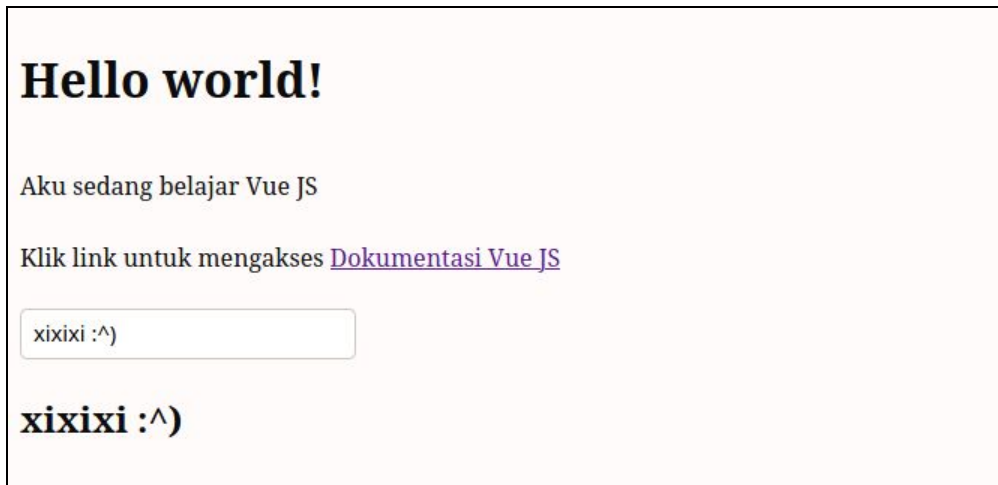 Hello world!
Aku sedang belajar Vue JS
Klik link untuk mengakses Dokumentasi Vue JS
xixixi :^)
xixixi :^)